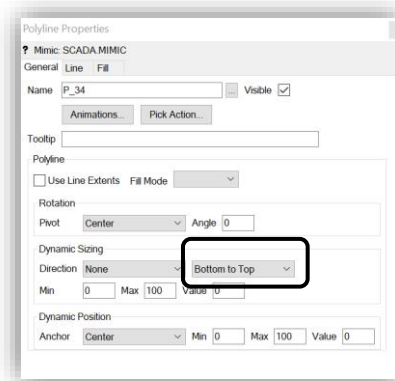 Polyline Properties
? Mimic: SCADA.MIMIC
General Line Fill
Name P_34 ... Visible
Animations... Pick Action...
Tooltip
Polyline
Use Line Extents Fill Mode
Rotation
Pivot Center Angle 0
Dynamic Sizing
Direction None Bottom to Top
Min 0 Max 100 Value 0
Dynamic Position
Anchor Center Min 0 Max 100 Value 0